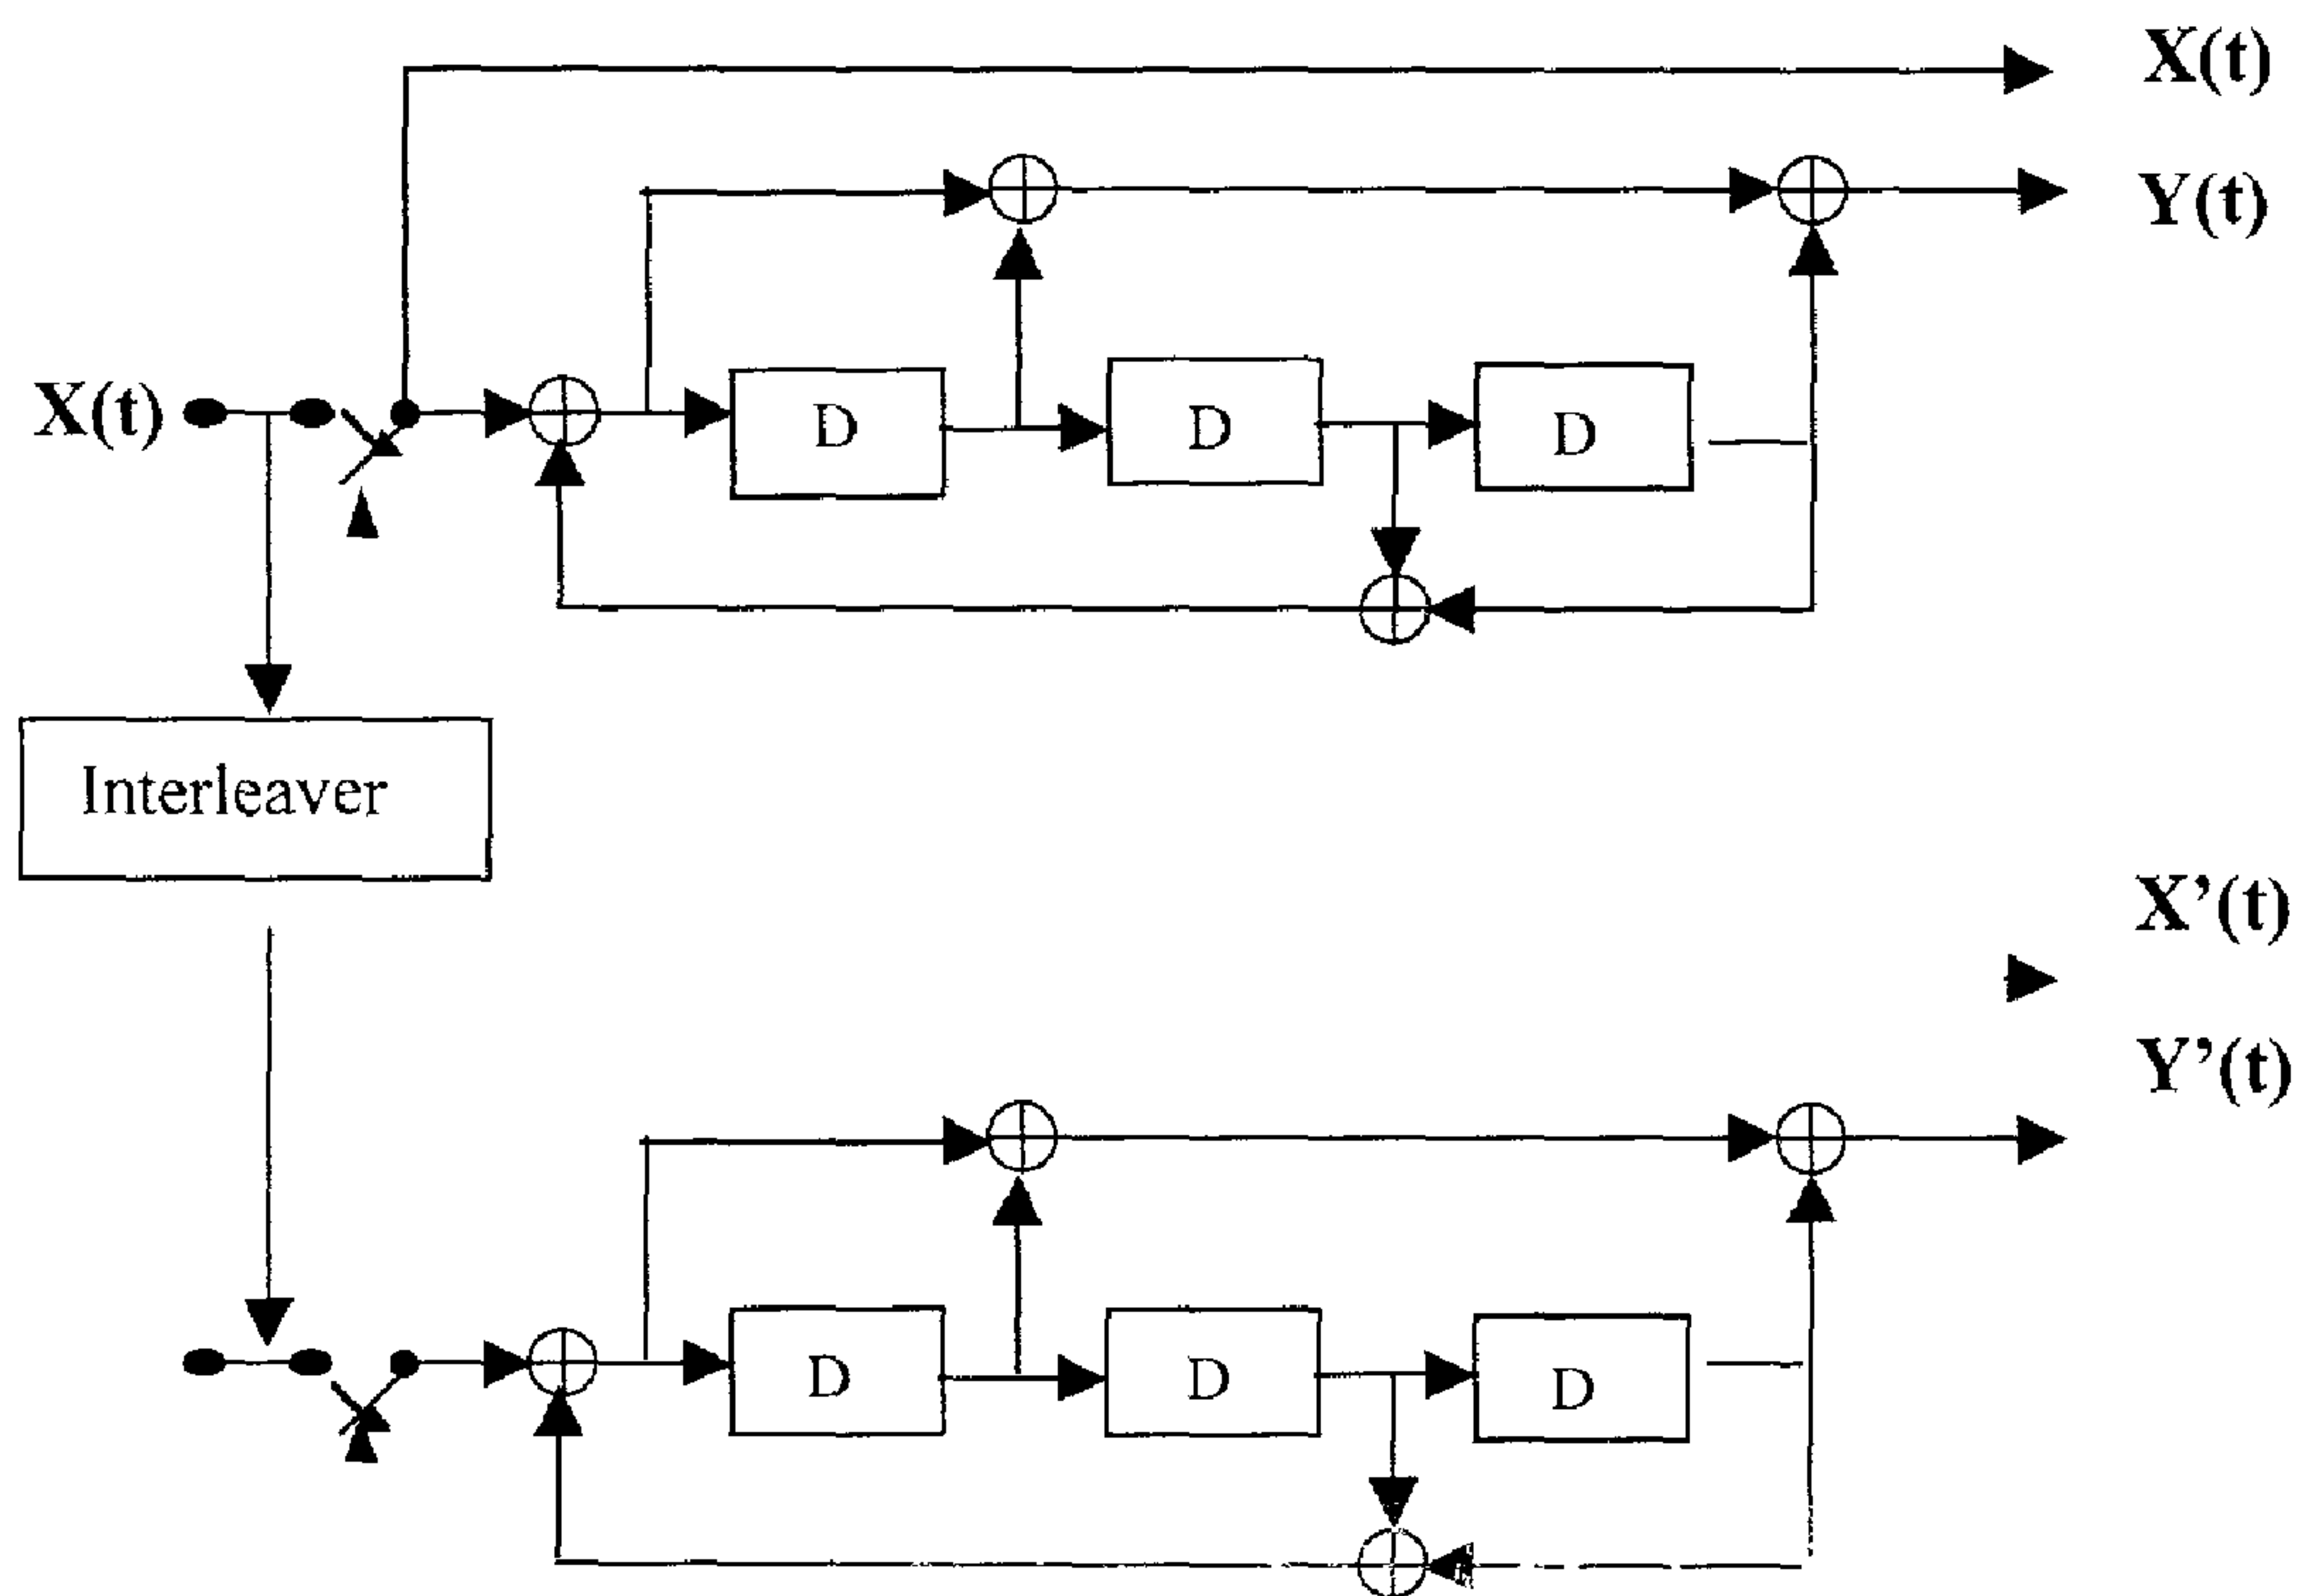 X(t)
Y(t)
X(t)
D
D
D
Interleaver
X’(t)
Y’(t)
D
D
D